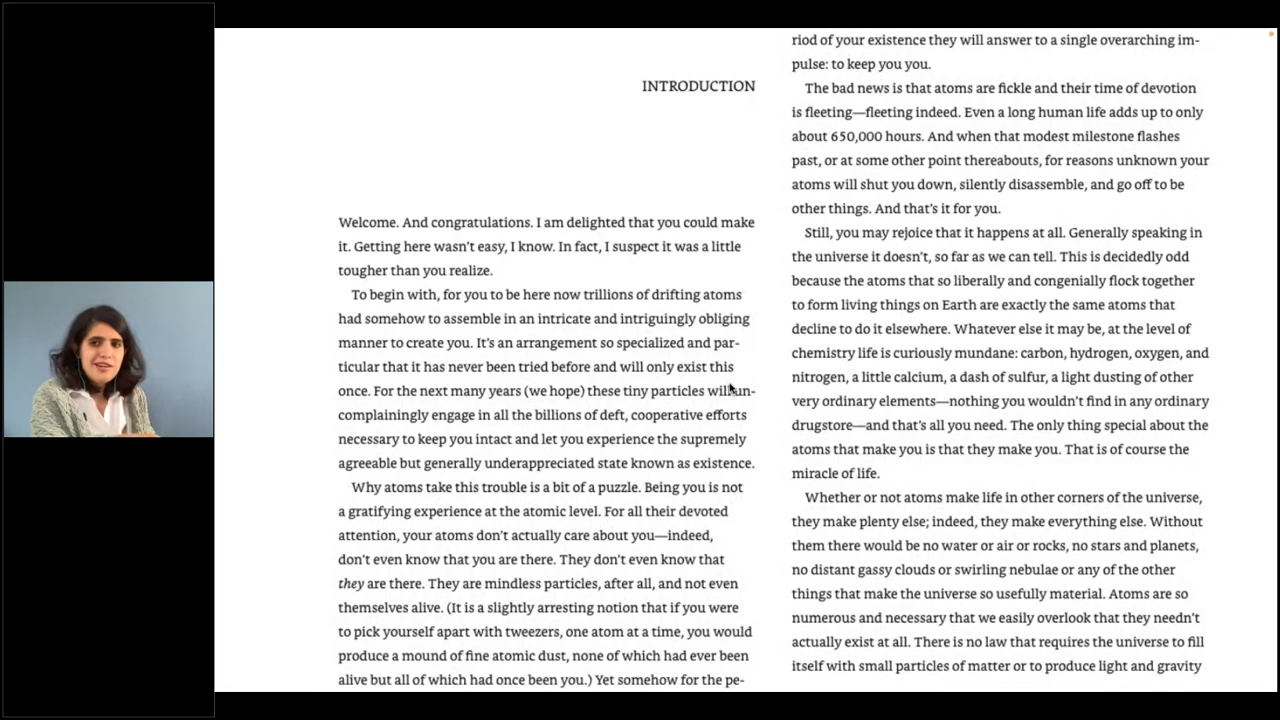 INTRODUCTION
Welcome. And congratulations. I am delighted that you could make
it. Getting here wasn’t easy, I know. In fact, I suspect it was a little
tougher than you realize.
To begin with, for you to be here now trillions of drifting atoms
had somehow to assemble in an intricate and intriguingly obliging
manner to create you. It’s an arrangement so specialized and par-
ticular that it has never been tried before and will only exist this
once. For the next many years (we hope) these tiny particles will un-
complainingly engage in all the billions of deft, cooperative efforts
necessary to keep you intact and let you experience the supremely
agreeable but generally underappreciated state known as existence.
Why atoms take this trouble is a bit of a puzzle. Being you is not
a gratifying experience at the atomic level. For all their devoted
attention, your atoms don’t actually care about you—indeed,
don’t even know that you are there. They don’t even know that
they are there. They are mindless particles, after all, and not even
themselves alive. (It is a slightly arresting notion that if you were
to pick yourself apart with tweezers, one atom at a time, you would
produce a mound of fine atomic dust, none of which had ever been
alive but all of which had once been you.) Yet somehow for the pe-
riod of your existence they will answer to a single overarching im-
pulse: to keep you you.
The bad news is that atoms are fickle and their time of devotion
is fleeting—fleeting indeed. Even a long human life adds up to only
about 650,000 hours. And when that modest milestone flashes
past, or at some other point thereabouts, for reasons unknown your
atoms will shut you down, silently disassemble, and go off to be
other things. And that’s it for you.
Still, you may rejoice that it happens at all. Generally speaking in
the universe it doesn’t, so far as we can tell. This is decidedly odd
because the atoms that so liberally and congenially flock together
to form living things on Earth are exactly the same atoms that
decline to do it elsewhere. Whatever else it may be, at the level of
chemistry life is curiously mundane: carbon, hydrogen, oxygen, and
nitrogen, a little calcium, a dash of sulfur, a light dusting of other
very ordinary elements—nothing you wouldn’t find in any ordinary
drugstore—and that’s all you need. The only thing special about the
atoms that make you is that they make you. That is of course the
miracle of life.
Whether or not atoms make life in other corners of the universe,
they make plenty else; indeed, they make everything else. Without
them there would be no water or air or rocks, no stars and planets,
no distant gassy clouds or swirling nebulae or any of the other
things that make the universe so usefully material. Atoms are so
numerous and necessary that we easily overlook that they needn’t
actually exist at all. There is no law that requires the universe to fill
itself with small particles of matter or to produce light and gravity